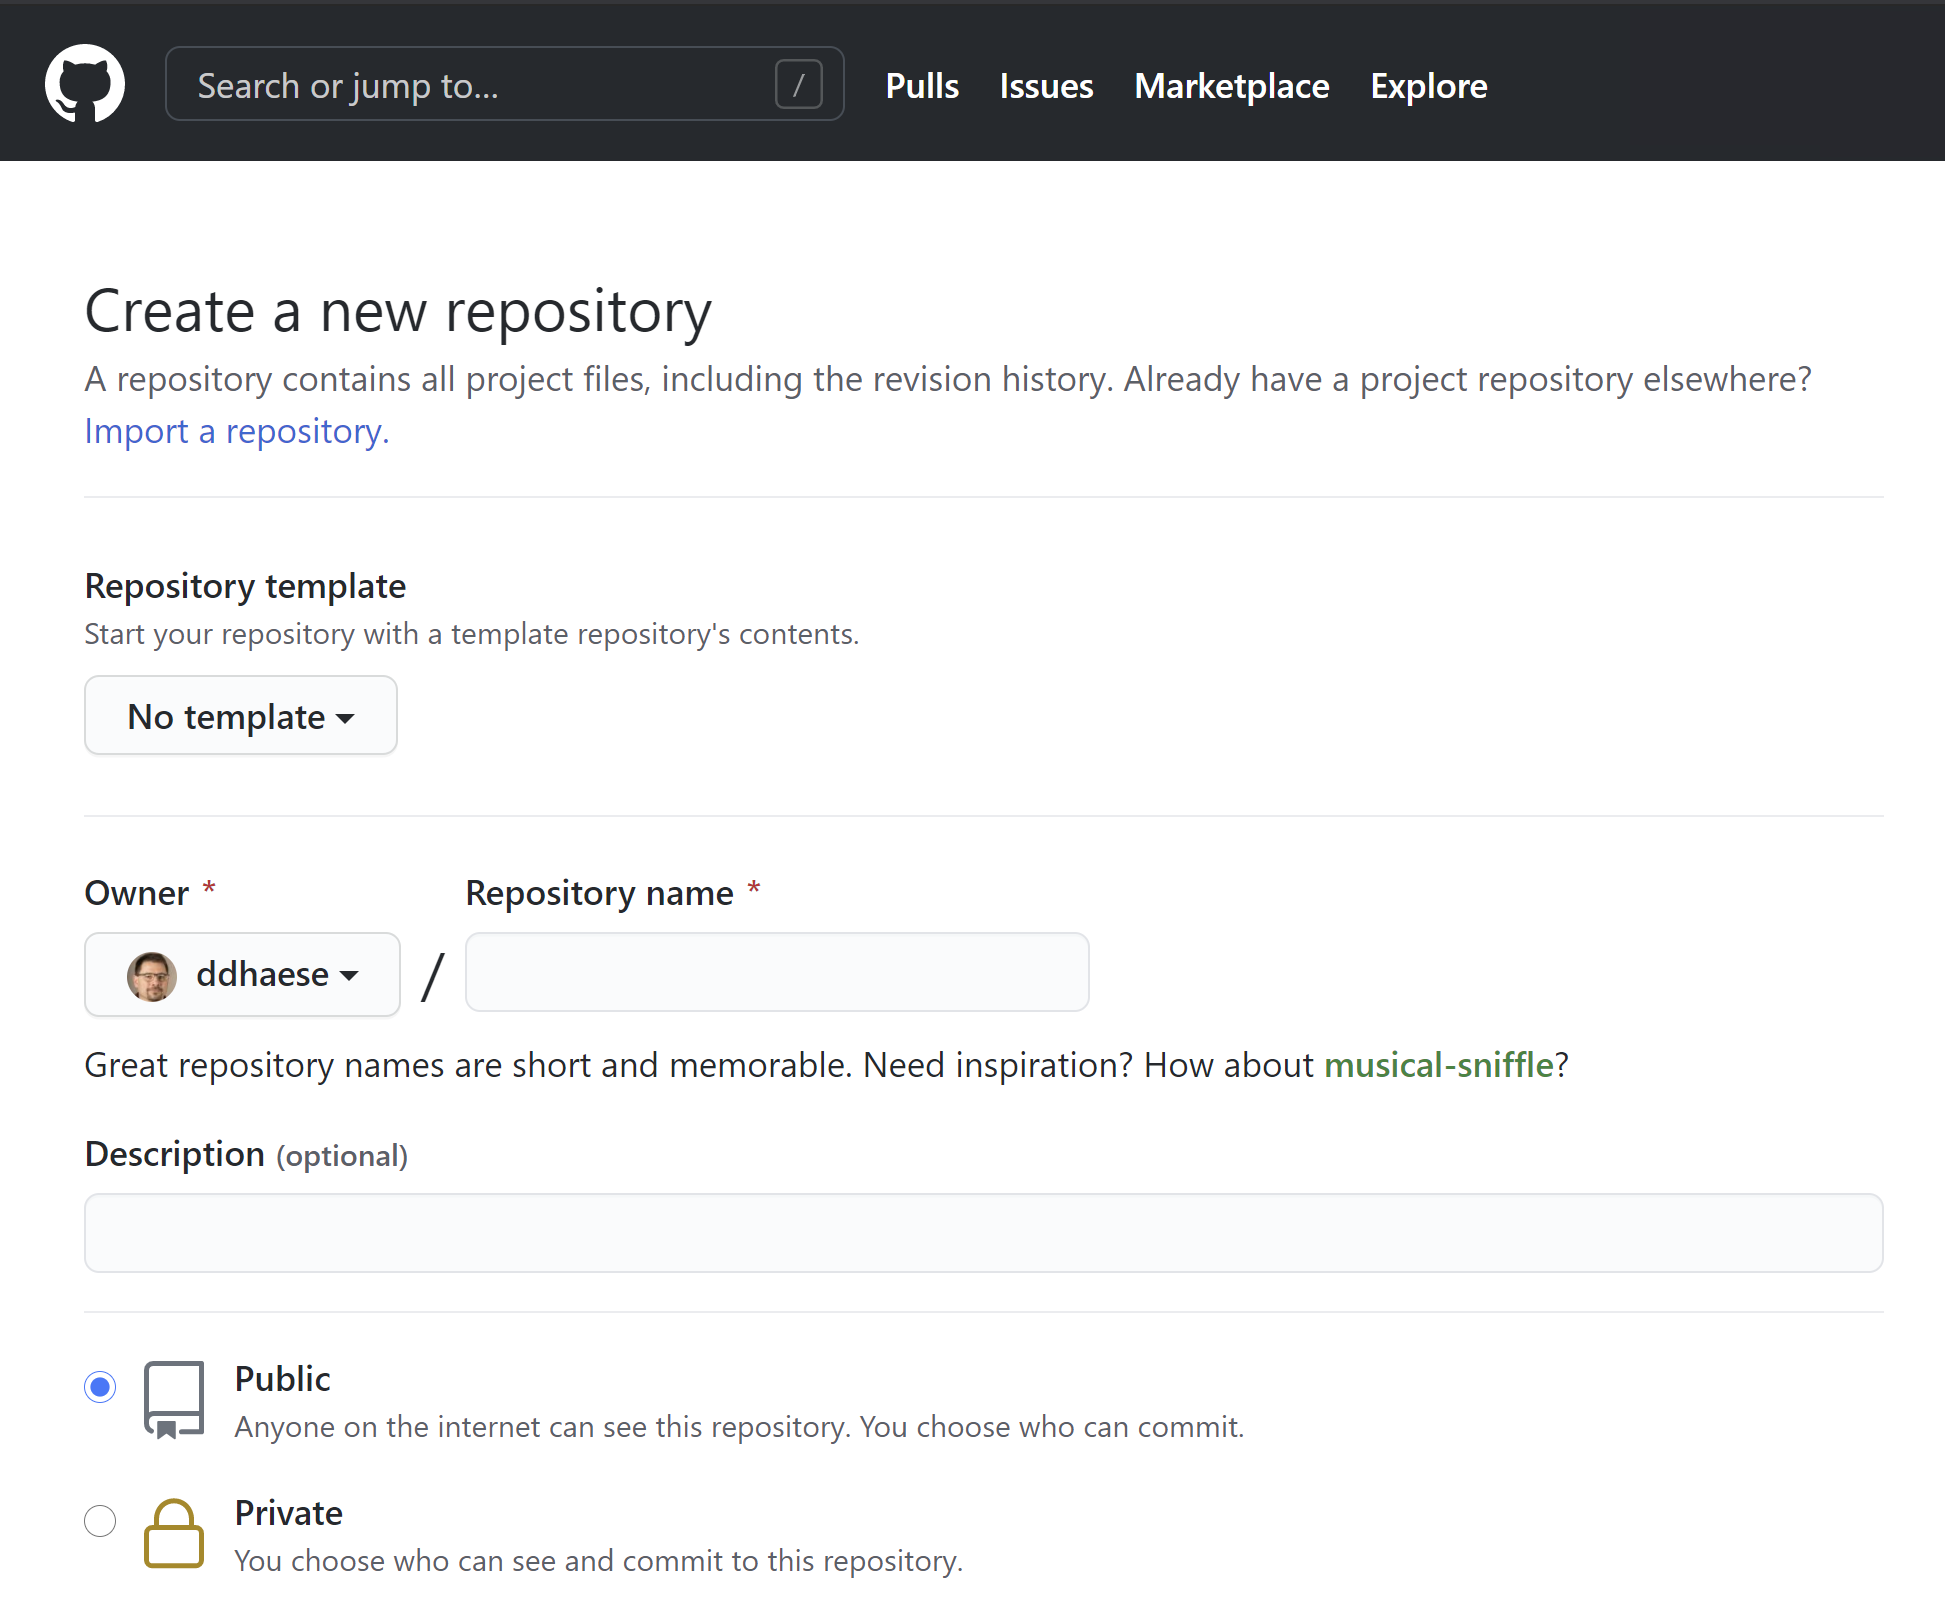 Search or jump to...
/
Pulls
Issues
Marketplace
Explore
Create a new repository
A repository contains all project files, including the revision history. Already have a project repository elsewhere?
Import a repository.
Repository template
Start your repository with a template repository's contents.
No template
Owner *
Repository name *
ddhaese
/
Great repository names are short and memorable. Need inspiration? How about musical-sniffle?
Description (optional)
Public
Anyone on the internet can see this repository. You choose who can commit.
Private
You choose who can see and commit to this repository.